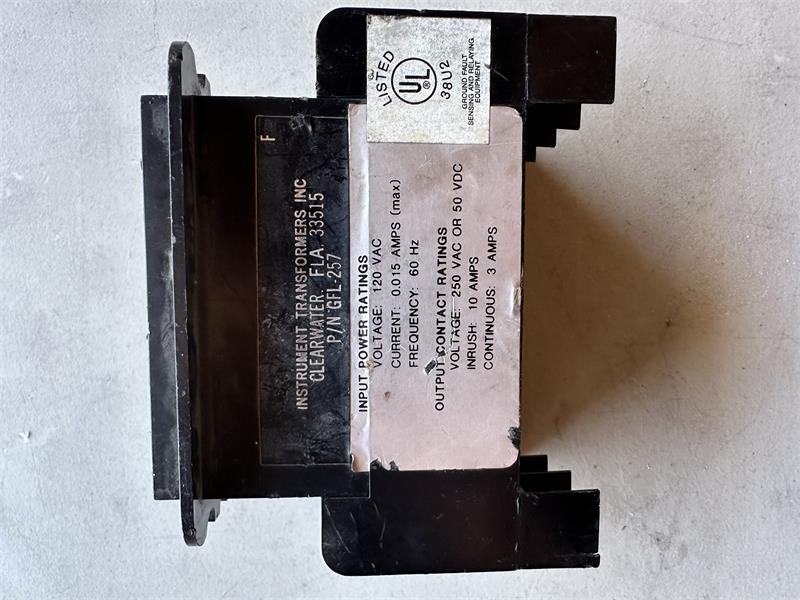 LISTED
UL
®
38U2
GROUND FAULT
SENSING AND RELAYING
EQUIPMENT
F
INSTRUMENT TRANSFORMERS INC
CLEARWATER, FLA. 33515
P/N GFL-257
INPUT POWER RATINGS
VOLTAGE: 120 VAC
CURRENT: 0.015 AMPS (max)
FREQUENCY: 60 Hz
OUTPUT CONTACT RATINGS
VOLTAGE: 250 VAC OR 50 VDC
INRUSH: 10 AMPS
CONTINUOUS: 3 AMPS